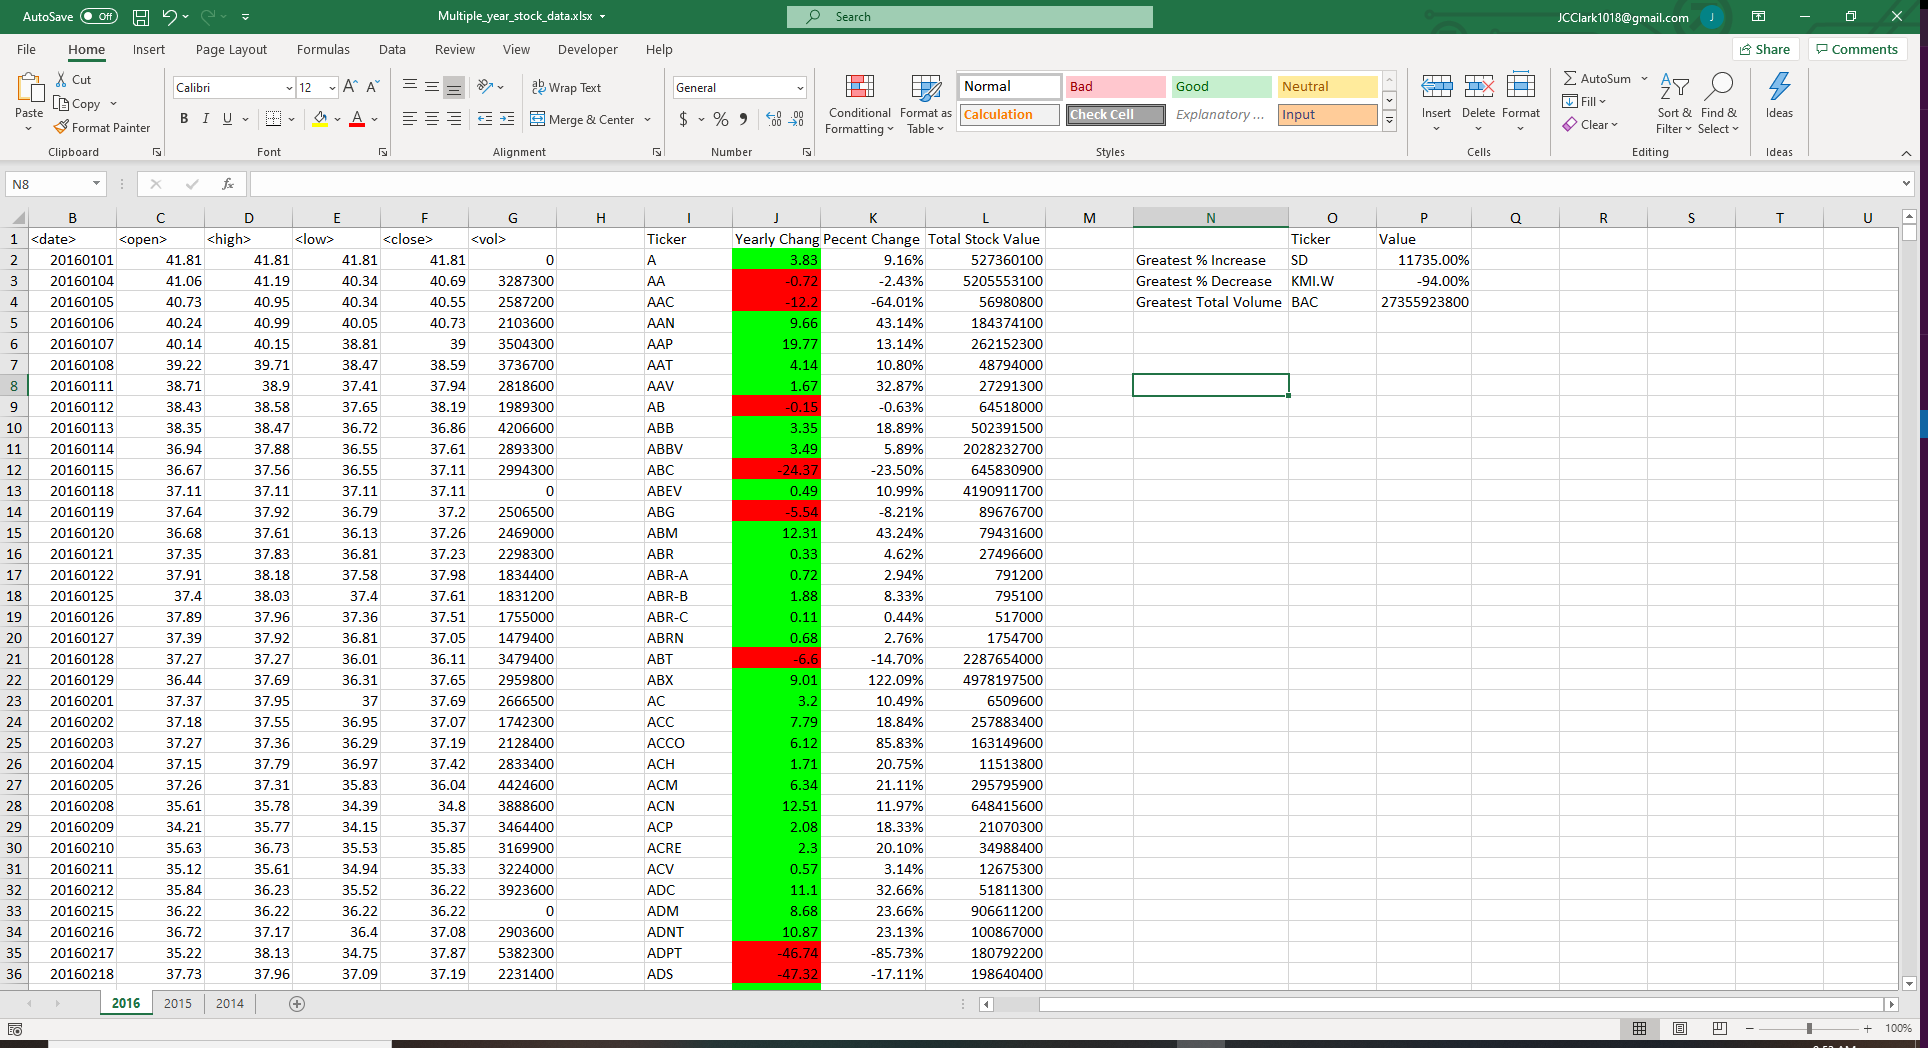 AutoSave Off Multiple_year_stock_data.xlsx Search JCClark1018@gmail.com J
File Home Insert Page Layout Formulas Data Review View Developer Help Share Comments
Paste Cut Copy Format Painter
Clipboard
Calibri 12 A A
B I U A
Font
ab Wrap Text
Merge & Center
Alignment
General
$ % 9
Number
Conditional Formatting Format as Table
Normal Bad Good Neutral
Calculation Check Cell Explanatory ... Input
Styles
Insert Delete Format
Cells
AutoSum Fill Clear Sort & Filter Find & Select
Editing
Ideas
Ideas
N8 fx
B C D E F G H I J K L M N O P Q R S T U
1 <date> <open> <high> <low> <close> <vol> Ticker Yearly Chang Pecent Change Total Stock Value Ticker Value
2 20160101 41.81 41.81 41.81 41.81 0 A 3.83 9.16% 527360100 Greatest % Increase SD 11735.00%
3 20160104 41.06 41.19 40.34 40.69 3287300 AA -0.72 -2.43% 5205553100 Greatest % Decrease KMI.W -94.00%
4 20160105 40.73 40.95 40.34 40.55 2587200 AAC -12.2 -64.01% 56980800 Greatest Total Volume BAC 27355923800
5 20160106 40.24 40.99 40.05 40.73 2103600 AAN 9.66 43.14% 184374100
6 20160107 40.14 40.15 38.81 39 3504300 AAP 19.77 13.14% 262152300
7 20160108 39.22 39.71 38.47 38.59 3736700 AAT 4.14 10.80% 48794000
8 20160111 38.71 38.9 37.41 37.94 2818600 AAV 1.67 32.87% 27291300
9 20160112 38.43 38.58 37.65 38.19 1989300 AB -0.15 -0.63% 64518000
10 20160113 38.35 38.47 36.72 36.86 4206600 ABB 3.35 18.89% 502391500
11 20160114 36.94 37.88 36.55 37.61 2893300 ABBV 3.49 5.89% 2028232700
12 20160115 36.67 37.56 36.55 37.11 2994300 ABC -24.37 -23.50% 645830900
13 20160118 37.11 37.11 37.11 37.11 0 ABEV 0.49 10.99% 4190911700
14 20160119 37.64 37.92 36.79 37.2 2506500 ABG -5.54 -8.21% 89676700
15 20160120 36.68 37.61 36.13 37.26 2469000 ABM 12.31 43.24% 79431600
16 20160121 37.35 37.83 36.81 37.23 2298300 ABR 0.33 4.62% 27496600
17 20160122 37.91 38.18 37.58 37.98 1834400 ABR-A 0.72 2.94% 791200
18 20160125 37.4 38.03 37.4 37.61 1831200 ABR-B 1.88 8.33% 795100
19 20160126 37.89 37.96 37.36 37.51 1755000 ABR-C 0.11 0.44% 517000
20 20160127 37.39 37.92 36.81 37.05 1479400 ABRN 0.68 2.76% 1754700
21 20160128 37.27 37.27 36.01 36.11 3479400 ABT -6.6 -14.70% 2287654000
22 20160129 36.44 37.69 36.31 37.65 2959800 ABX 9.01 122.09% 4978197500
23 20160201 37.37 37.95 37 37.69 2666500 AC 3.2 10.49% 6509600
24 20160202 37.18 37.55 36.95 37.07 1742300 ACC 7.79 18.84% 257883400
25 20160203 37.27 37.36 36.29 37.19 2128400 ACCO 6.12 85.83% 163149600
26 20160204 37.15 37.79 36.97 37.42 2833400 ACH 1.71 20.75% 11513800
27 20160205 37.26 37.31 35.83 36.04 4424600 ACM 6.34 21.11% 295795900
28 20160208 35.61 35.78 34.39 34.8 3888600 ACN 12.51 11.97% 648415600
29 20160209 34.21 35.77 34.15 35.37 3464400 ACP 2.08 18.33% 21070300
30 20160210 35.63 36.73 35.53 35.85 3169900 ACRE 2.3 20.10% 34988400
31 20160211 35.12 35.61 34.94 35.33 3224000 ACV 0.57 3.14% 12675300
32 20160212 35.84 36.23 35.52 36.22 3923600 ADC 11.1 32.66% 51811300
33 20160215 36.22 36.22 36.22 36.22 0 ADM 8.68 23.66% 906611200
34 20160216 36.72 37.17 36.4 37.08 2903600 ADNT 10.87 23.13% 100867000
35 20160217 35.22 38.13 34.75 37.87 5382300 ADPT -46.74 -85.73% 180792200
36 20160218 37.73 37.96 37.09 37.19 2231400 ADS -47.32 -17.11% 198640400
2016 2015 2014
100%